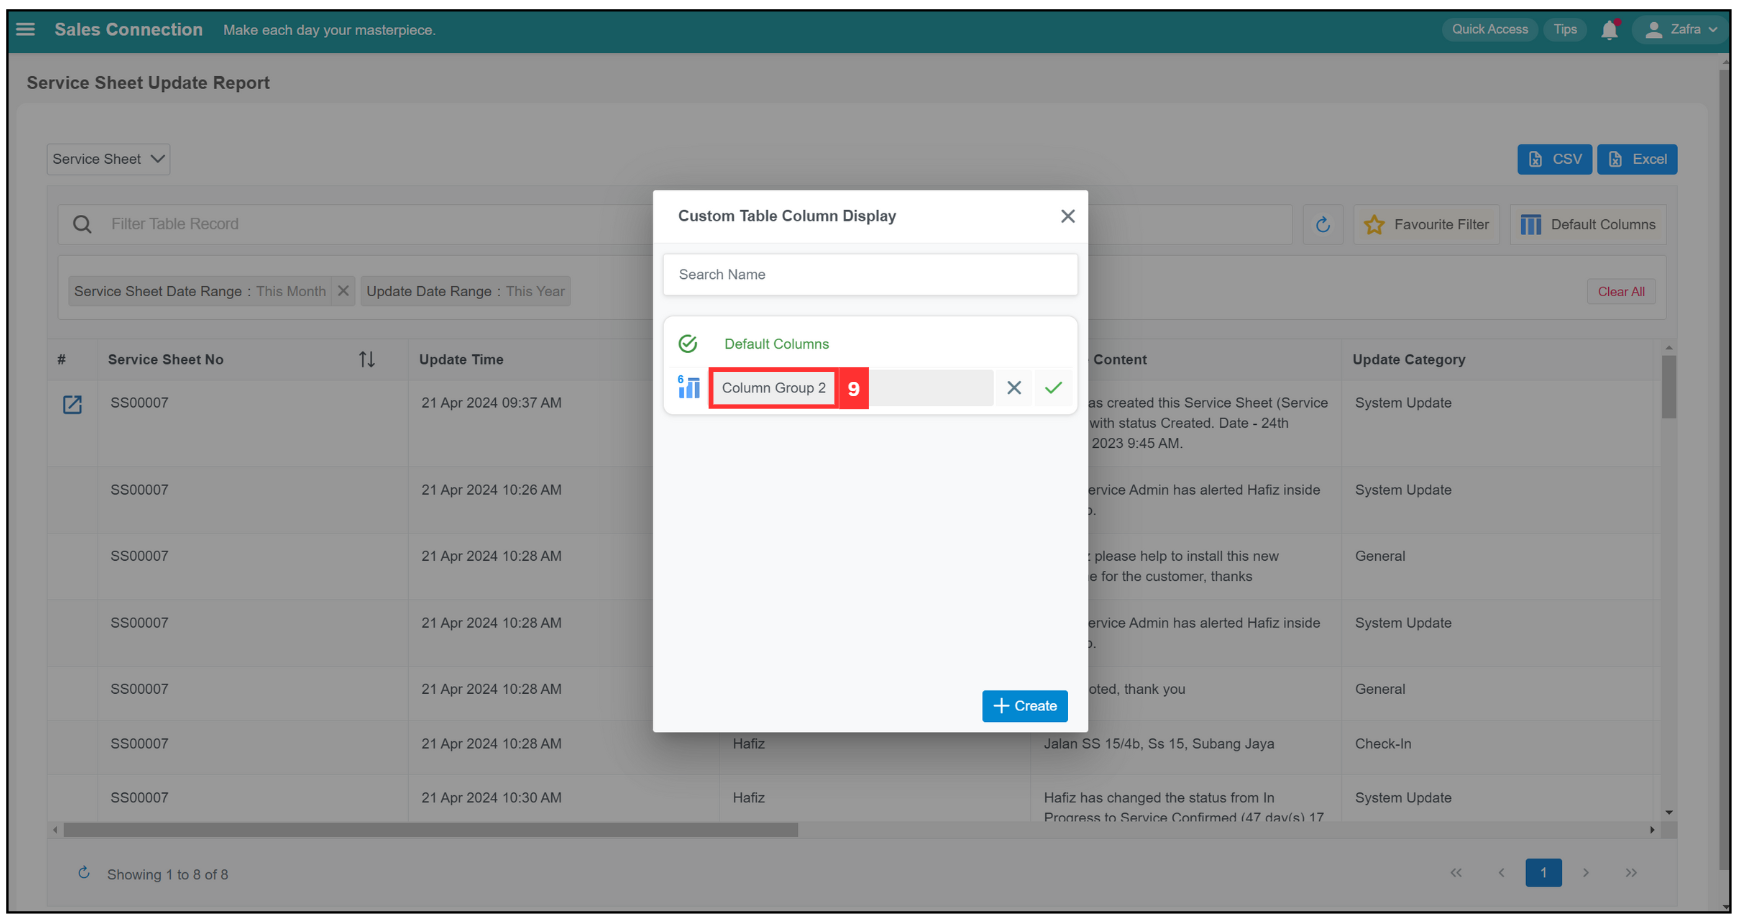 Sales Connection Make each day your masterpiece. Quick Access Tips Zafra
Service Sheet Update Report
Service Sheet CSV Excel
Filter Table Record Favourite Filter Default Columns
Service Sheet Date Range : This Month Update Date Range : This Year Clear All
Custom Table Column Display
Search Name
Default Columns
6 Column Group 2 9
+ Create
# Service Sheet No Update Time Content Update Category
SS00007 21 Apr 2024 09:37 AM as created this Service Sheet (Service System Update
with status Created. Date - 24th
2023 9:45 AM.
SS00007 21 Apr 2024 10:26 AM ervice Admin has alerted Hafiz inside System Update
SS00007 21 Apr 2024 10:28 AM : please help to install this new General
e for the customer, thanks
SS00007 21 Apr 2024 10:28 AM ervice Admin has alerted Hafiz inside System Update
SS00007 21 Apr 2024 10:28 AM oted, thank you General
SS00007 21 Apr 2024 10:28 AM Hafiz Jalan SS 15/4b, Ss 15, Subang Jaya Check-In
SS00007 21 Apr 2024 10:30 AM Hafiz Hafiz has changed the status from In System Update
Progress to Service Confirmed (47 day(s) 17
Showing 1 to 8 of 8 << < 1 > >>